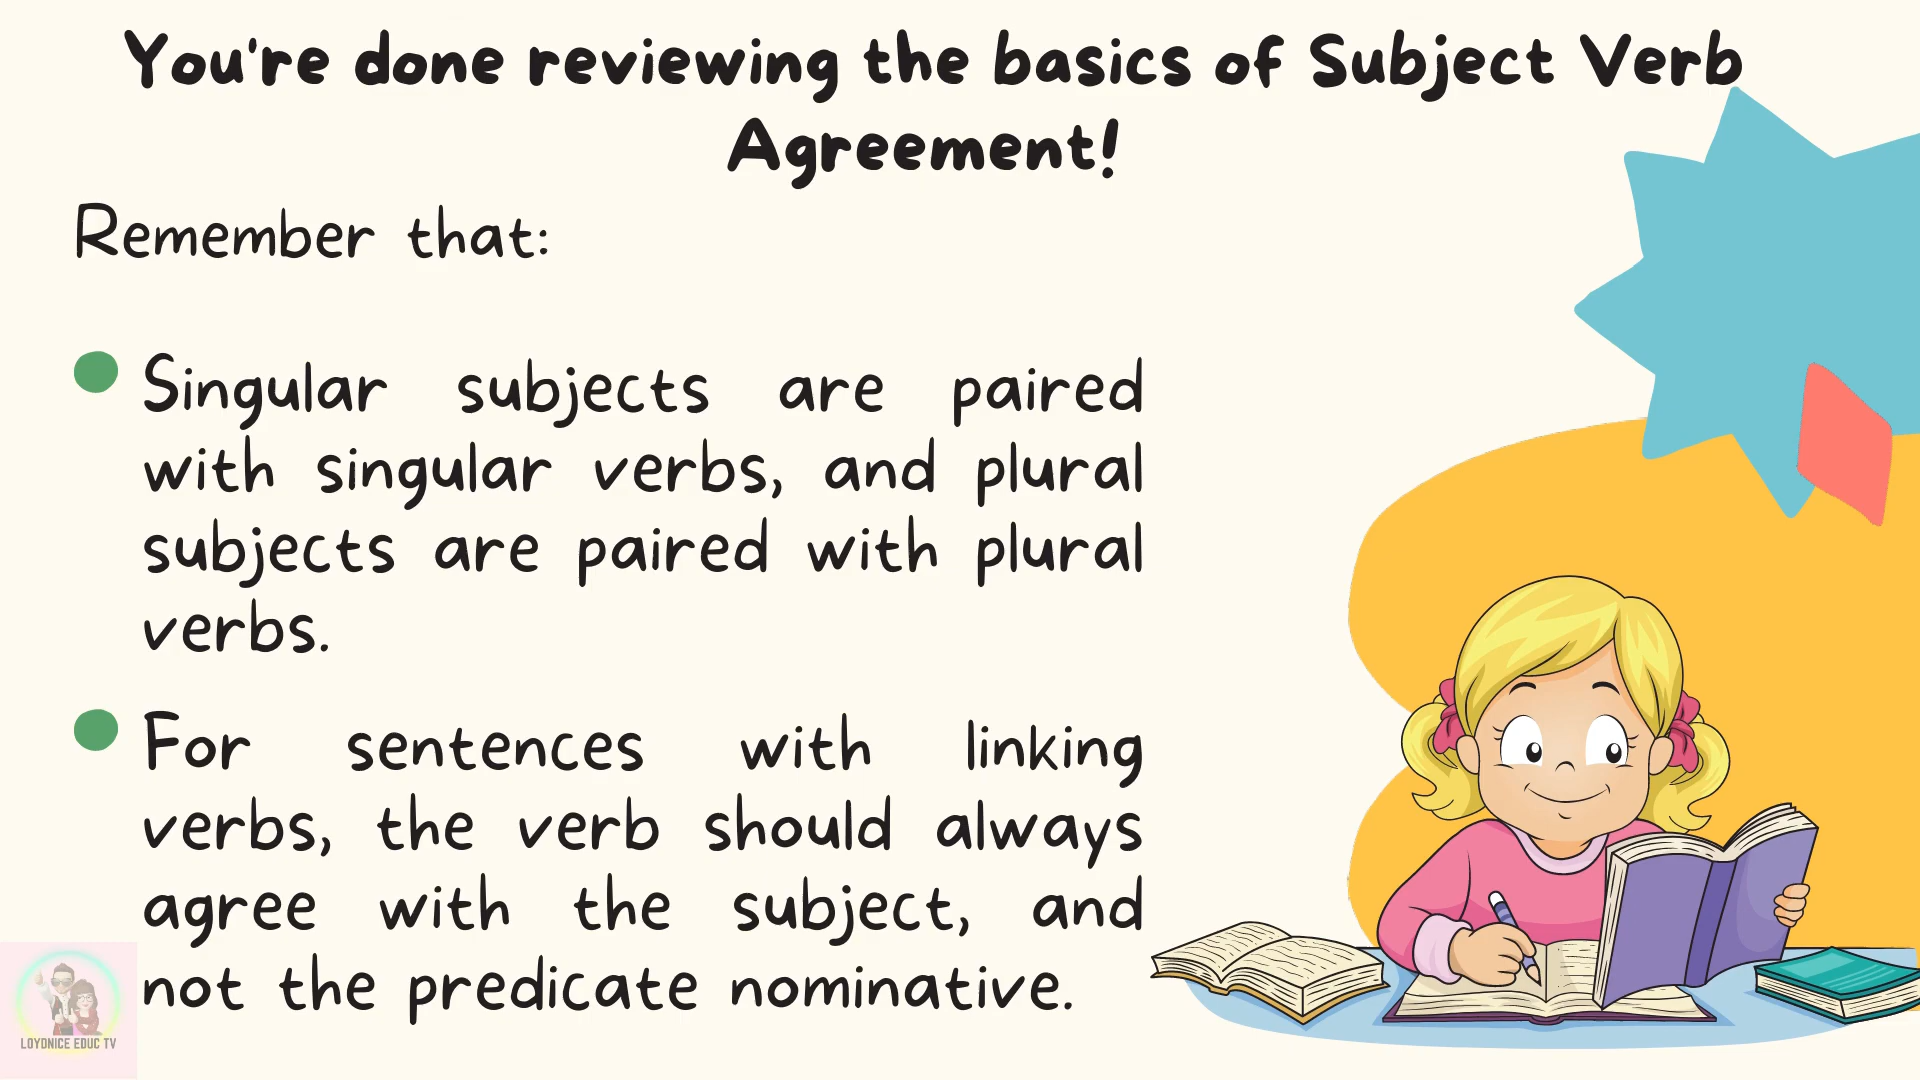 You're done reviewing the basics of Subject Verb
Agreement!
Remember that:
Singular subjects are paired
with singular verbs, and plural
subjects are paired with plural
verbs.
For sentences with linking
verbs, the verb should always
agree with the subject, and
not the predicate nominative.
LOYDNICE EDUC TV